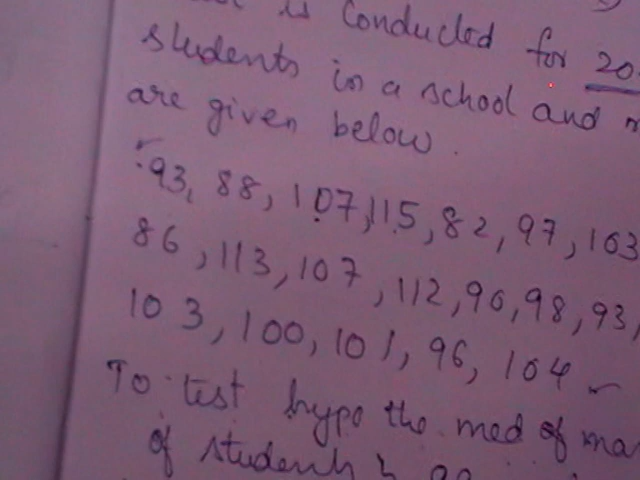 is conducted for 20
students in a school and
are given below.
93, 88, 107, 115, 82, 97, 103
86, 113, 107, 112, 98, 93,
103, 100, 101, 96, 104
To test hypo the med of
of students is